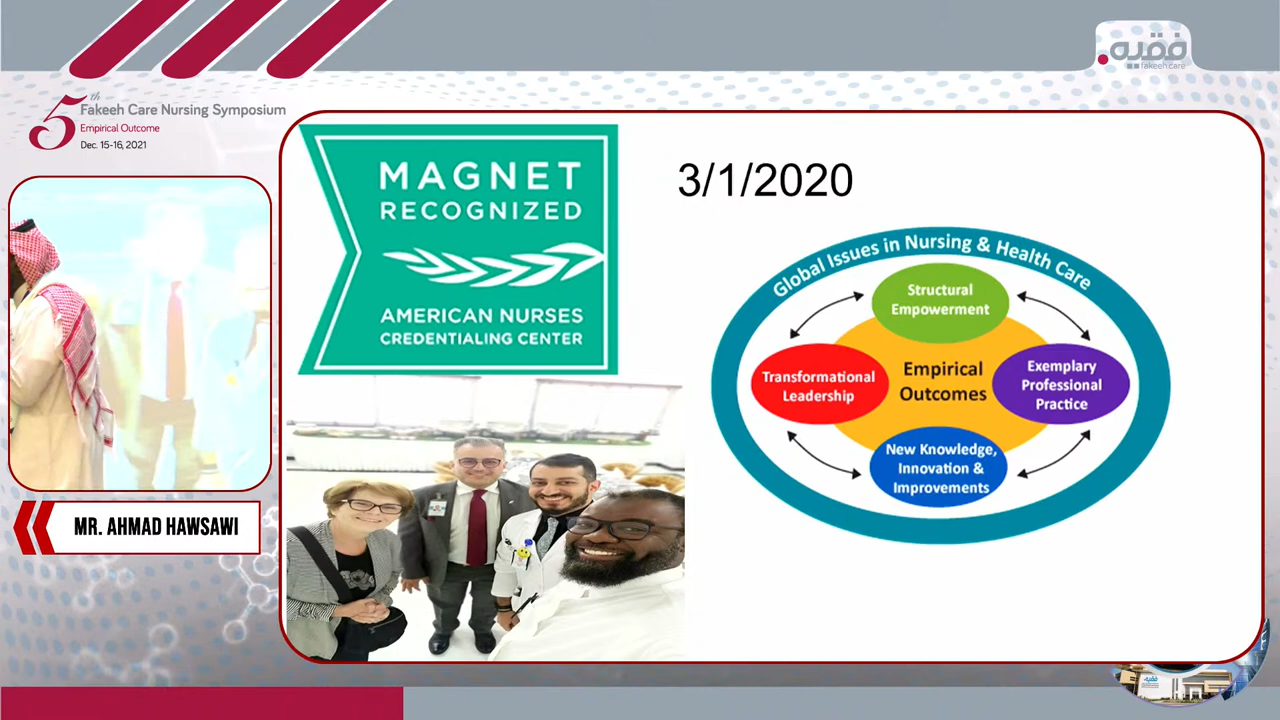 فقيه
fakeeh care
5th
Fakeeh Care Nursing Symposium
Empirical Outcome
Dec. 15-16, 2021
MAGNET
RECOGNIZED
AMERICAN NURSES
CREDENTIALING CENTER
3/1/2020
Global Issues in Nursing & Health Care
Structural
Empowerment
Transformational
Leadership
Empirical
Outcomes
Exemplary
Professional
Practice
New Knowledge,
Innovation &
Improvements
MR. AHMAD HAWSAWI
فقيه